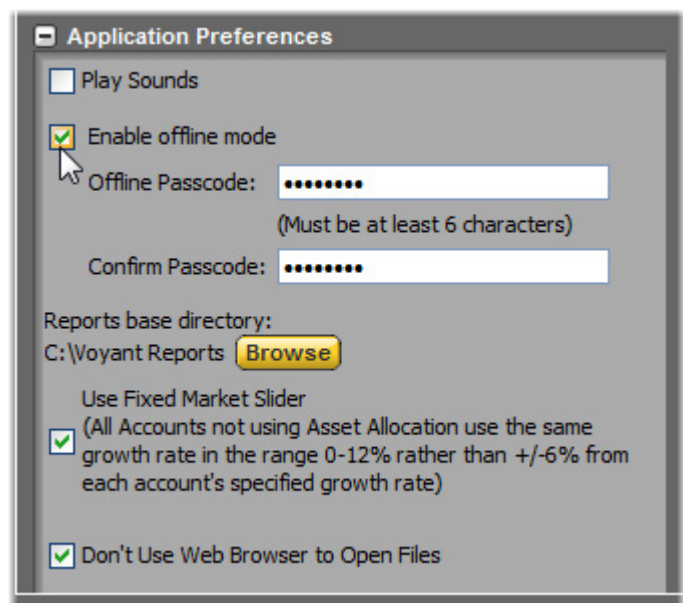 Application Preferences
Play Sounds
Enable offline mode
Offline Passcode: ••••••••
(Must be at least 6 characters)
Confirm Passcode: ••••••••
Reports base directory:
C:\Voyant Reports Browse
Use Fixed Market Slider
(All Accounts not using Asset Allocation use the same
growth rate in the range 0-12% rather than +/-6% from
each account's specified growth rate)
Don't Use Web Browser to Open Files